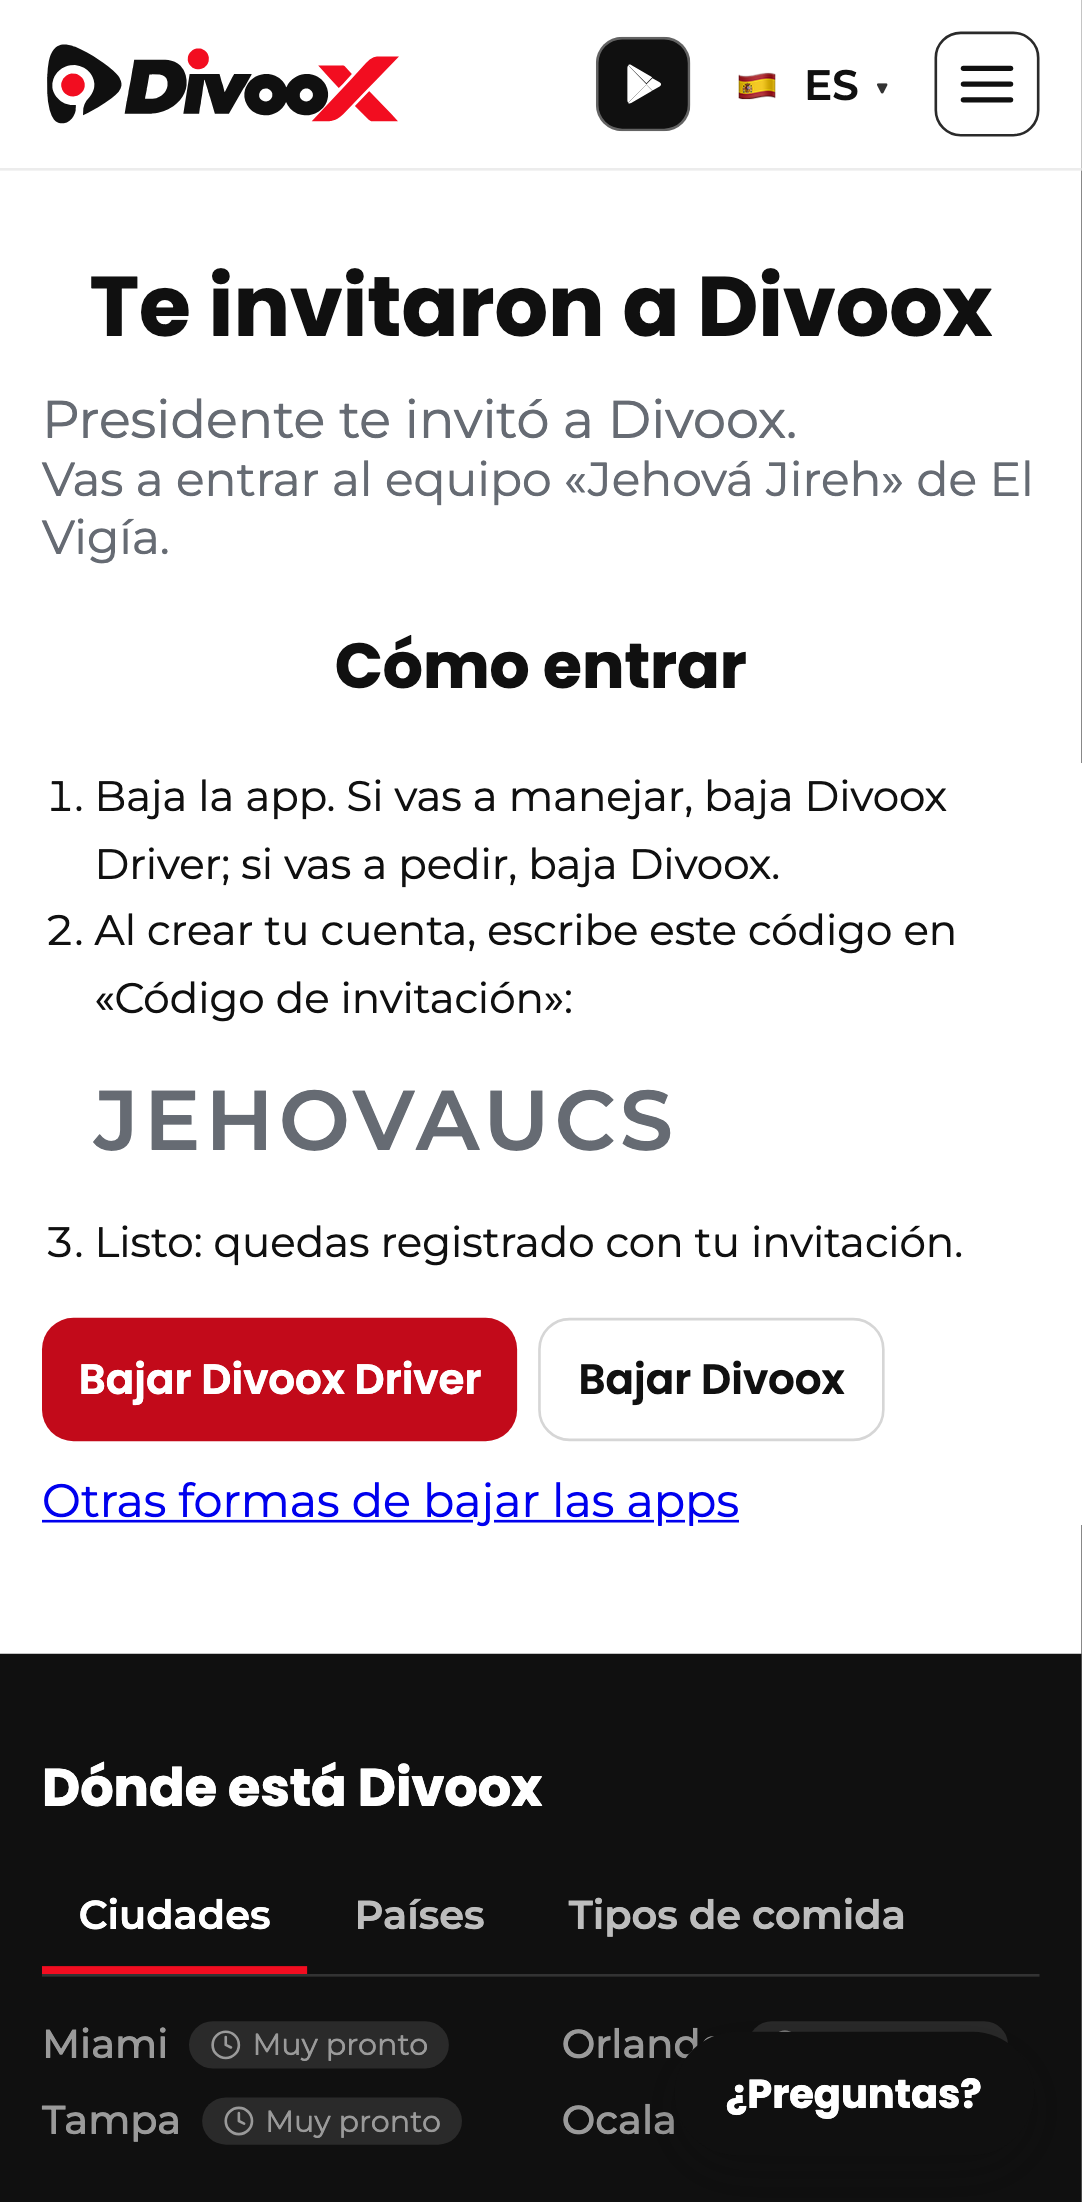 DivooX
ES
Te invitaron a Divoox
Presidente te invitó a Divoox.
Vas a entrar al equipo «Jehová Jireh» de El
Vigía.
Cómo entrar
1. Baja la app. Si vas a manejar, baja Divoox
Driver; si vas a pedir, baja Divoox.
2. Al crear tu cuenta, escribe este código en
«Código de invitación»:
JEHOVAUCS
3. Listo: quedas registrado con tu invitación.
Bajar Divoox Driver
Bajar Divoox
Otras formas de bajar las apps
Dónde está Divoox
Ciudades
Países
Tipos de comida
Miami
Muy pronto
Tampa
Muy pronto
Ocala
¿Preguntas?